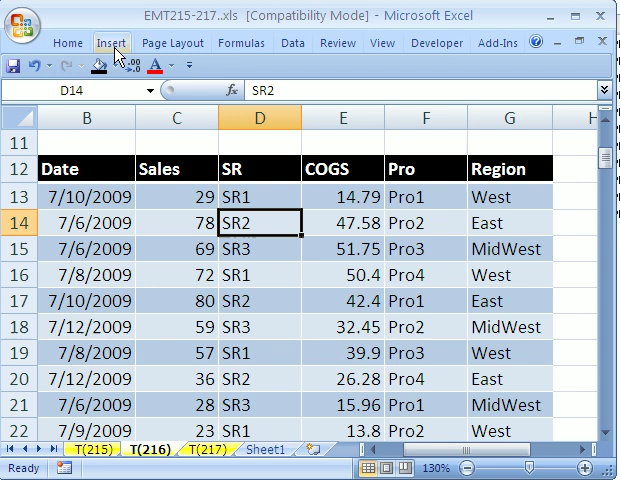 EMT215-217..xls [Compatibility Mode] - Microsoft Excel
Home Insert Page Layout Formulas Data Review View Developer Add-Ins
D14 fx SR2
B C D E F G H
11
12 Date Sales SR COGS Pro Region
13 7/10/2009 29 SR1 14.79 Pro1 West
14 7/6/2009 78 SR2 47.58 Pro2 East
15 7/6/2009 69 SR3 51.75 Pro3 MidWest
16 7/8/2009 72 SR1 50.4 Pro4 West
17 7/10/2009 80 SR2 42.4 Pro1 East
18 7/12/2009 59 SR3 32.45 Pro2 MidWest
19 7/8/2009 57 SR1 39.9 Pro3 West
20 7/12/2009 36 SR2 26.28 Pro4 East
21 7/6/2009 28 SR3 15.96 Pro1 MidWest
22 7/9/2009 23 SR1 13.8 Pro2 West
T(215) T(216) T(217) Sheet1
Ready 130%